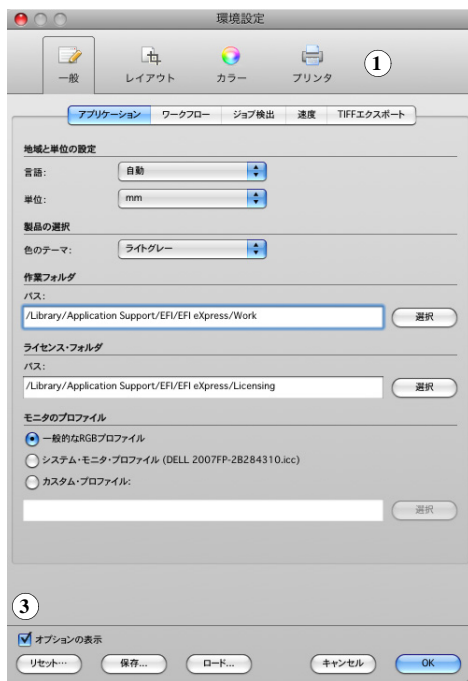 環境設定
一般 レイアウト カラー プリンタ 1
アプリケーション ワークフロー ジョブ検出 速度 TIFFエクスポート
地域と単位の設定
言語: 自動
単位: mm
製品の選択
色のテーマ: ライトグレー
作業フォルダ
パス:
/Library/Application Support/EFI/EFI eXpress/Work 選択
ライセンス・フォルダ
パス:
/Library/Application Support/EFI/EFI eXpress/Licensing 選択
モニタのプロファイル
一般的なRGBプロファイル
システム・モニタ・プロファイル (DELL 2007FP-2B284310.icc)
カスタム・プロファイル:
選択
3
オプションの表示
リセット… 保存... ロード... キャンセル OK